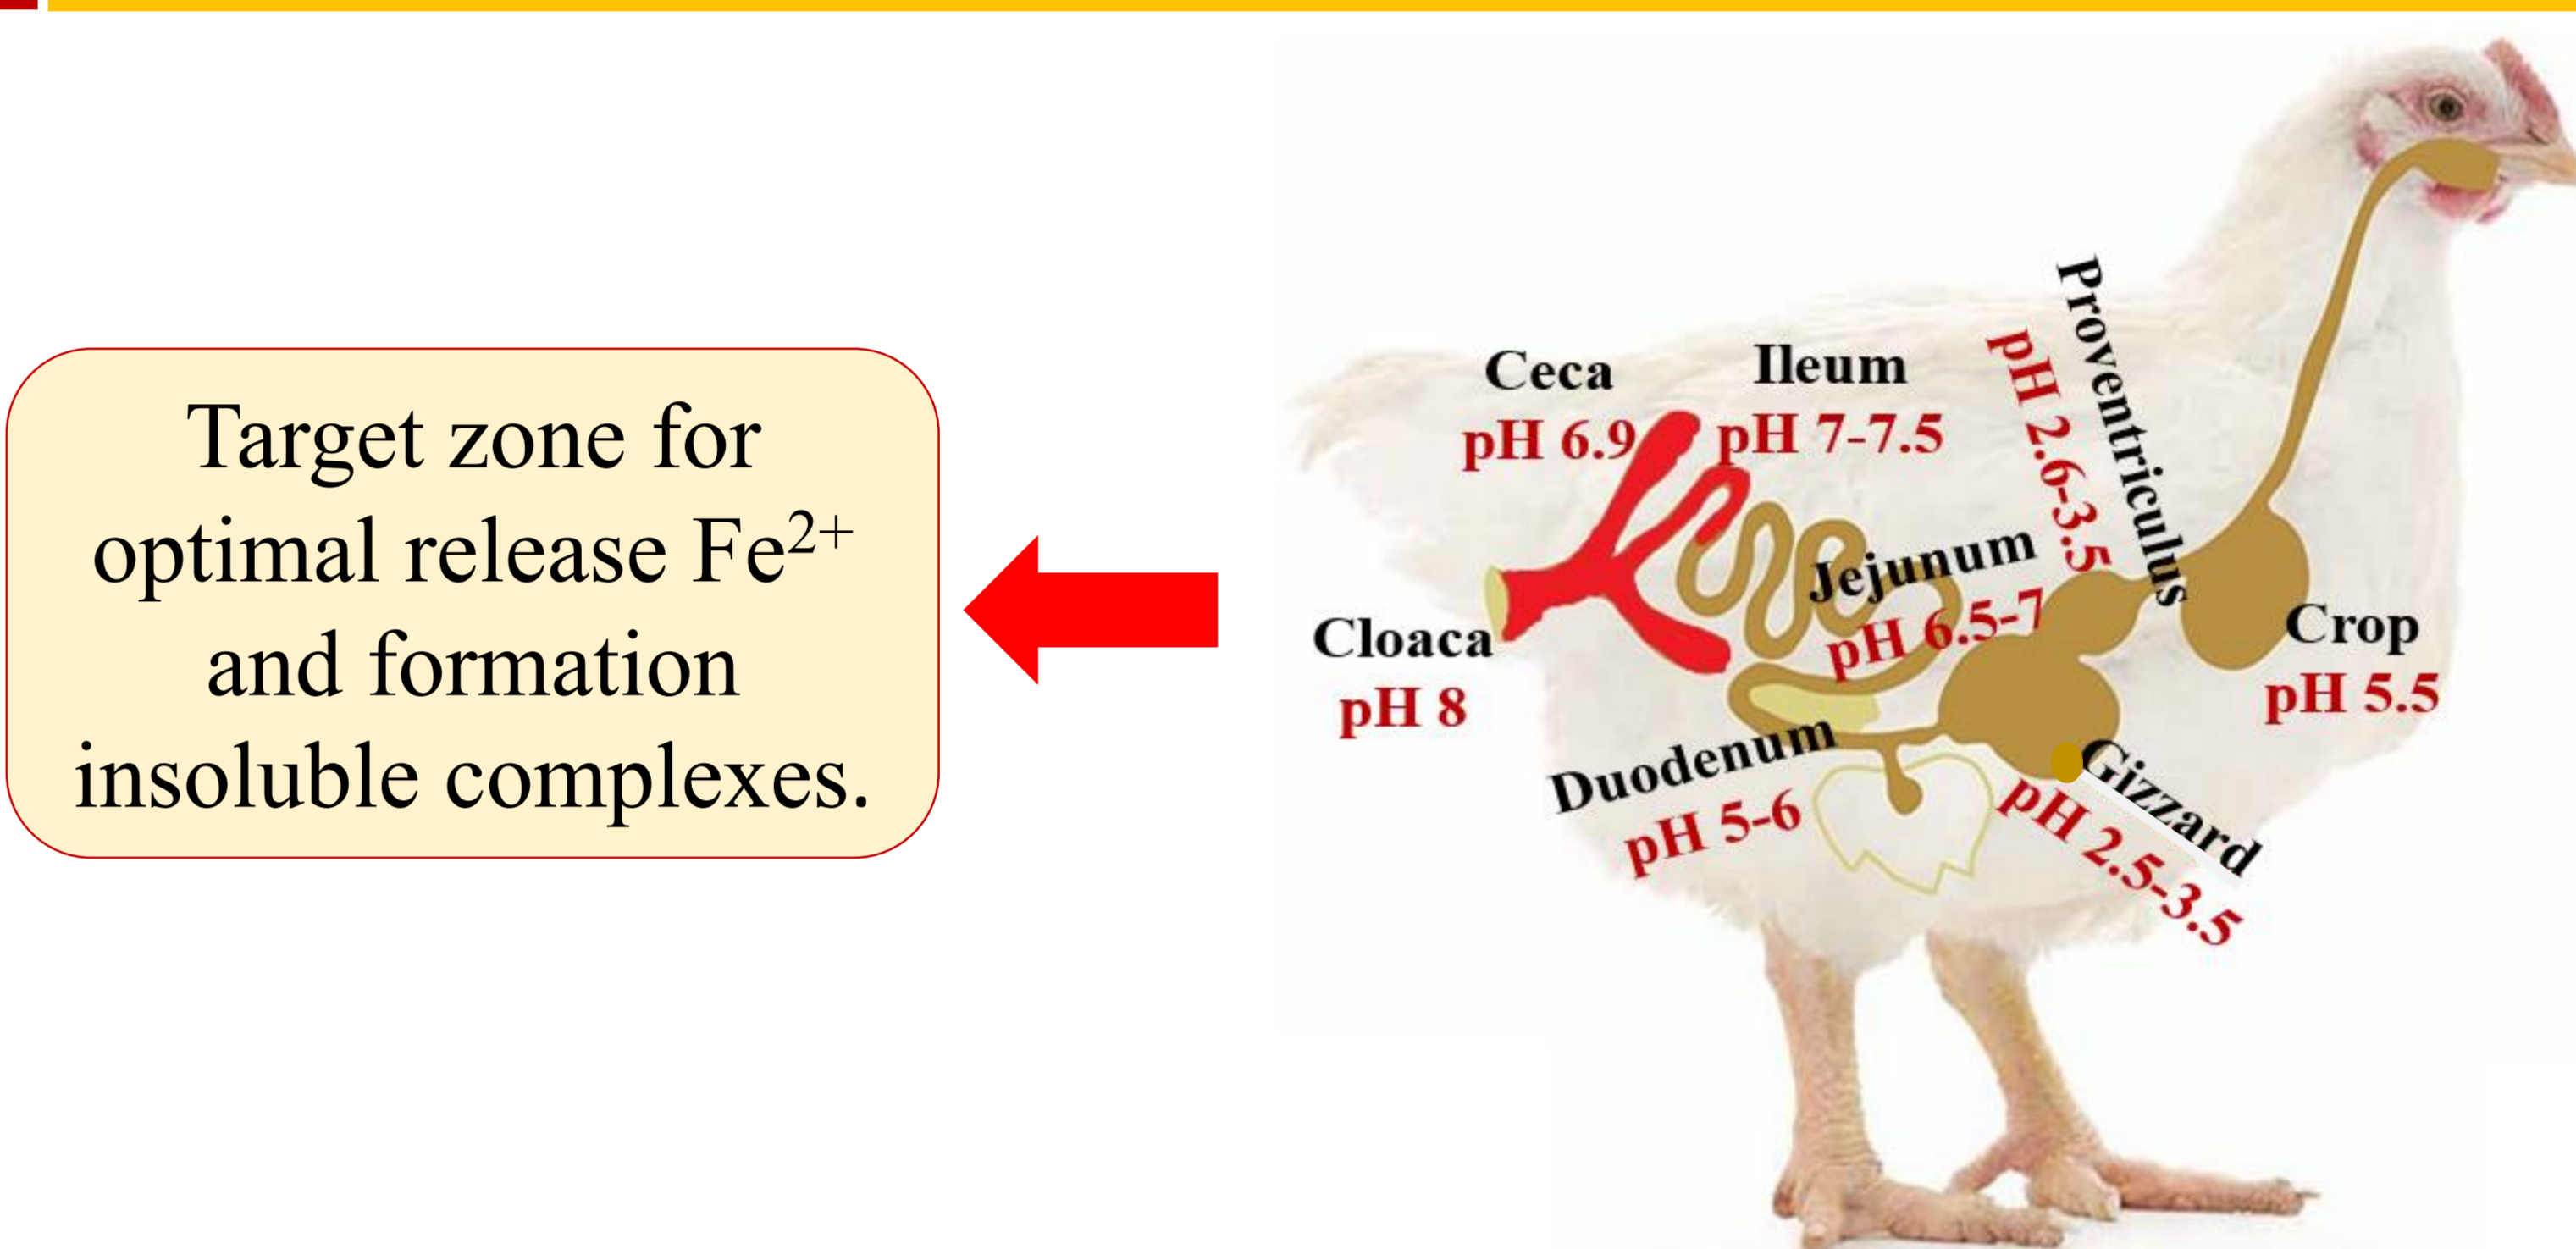 Target zone for
optimal release Fe²⁺
and formation
insoluble complexes.
Ceca
pH 6.9
Ileum
pH 7-7.5
Proventriculus
pH 2.6-3.5
Jejunum
pH 6.5-7
Cloaca
pH 8
Crop
pH 5.5
Duodenum
pH 5-6
Gizzard
pH 2.5-3.5